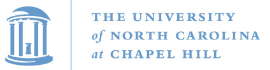 THE UNIVERSITY
of NORTH CAROLINA
at CHAPEL HILL